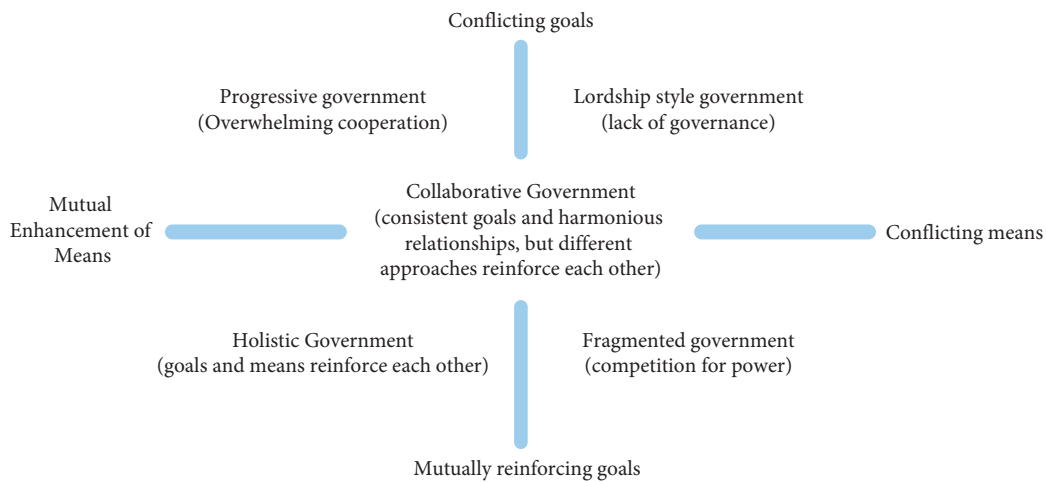 Conflicting goals
Progressive government
(Overwhelming cooperation)
Lordship style government
(lack of governance)
Mutual
Enhancement of
Means
Collaborative Government
(consistent goals and harmonious
relationships, but different
approaches reinforce each other)
Conflicting means
Holistic Government
(goals and means reinforce each other)
Fragmented government
(competition for power)
Mutually reinforcing goals